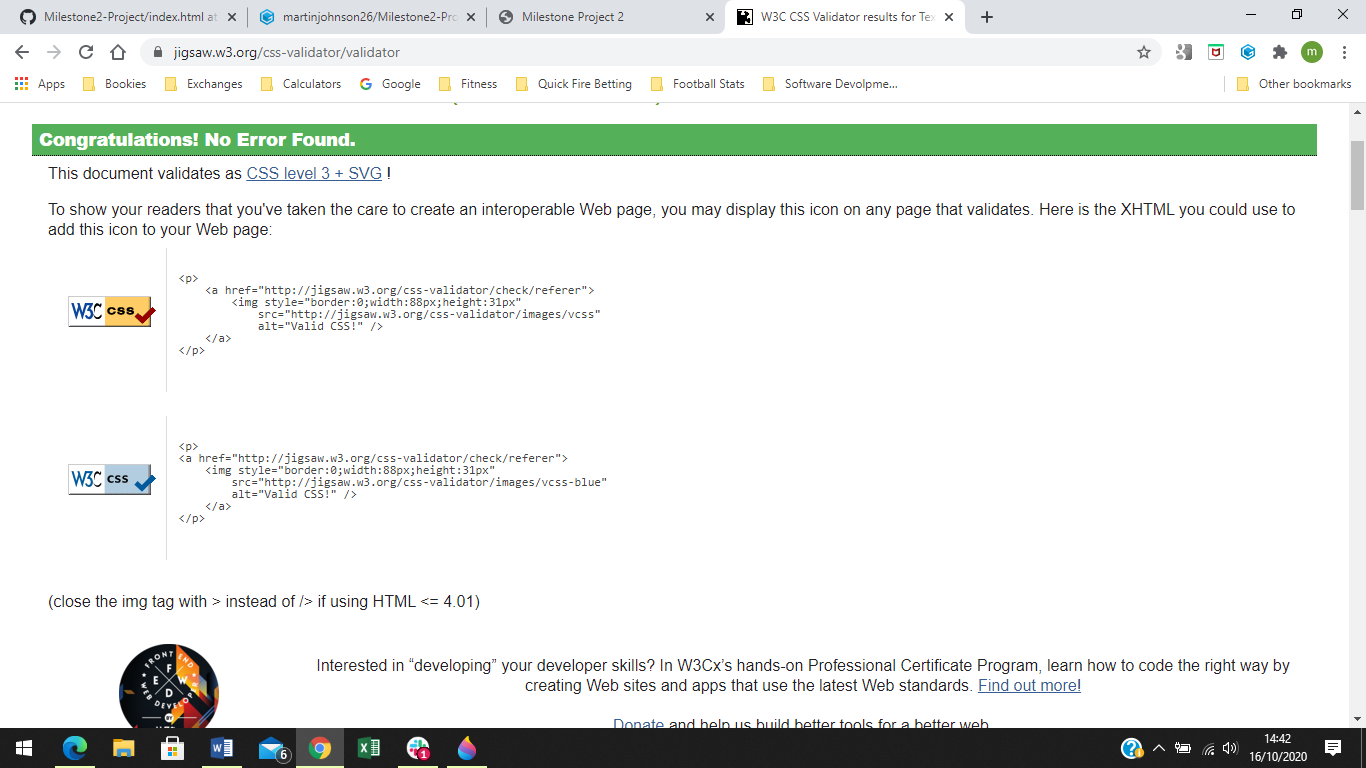 Milestone2-Project/index.html at
martinjohnson26/Milestone2-Pro
Milestone Project 2
W3C CSS Validator results for Tex
jigsaw.w3.org/css-validator/validator
m
Apps
Bookies
Exchanges
Calculators
Google
Fitness
Quick Fire Betting
Football Stats
Software Devolpme...
Other bookmarks
Congratulations! No Error Found.
This document validates as CSS level 3 + SVG !
To show your readers that you've taken the care to create an interoperable Web page, you may display this icon on any page that validates. Here is the XHTML you could use to
add this icon to your Web page:
W3C css
<p>
<a href="http://jigsaw.w3.org/css-validator/check/referer">
<img style="border:0;width:88px;height:31px"
src="http://jigsaw.w3.org/css-validator/images/vcss"
alt="Valid CSS!" />
</a>
</p>
W3C css
<p>
<a href="http://jigsaw.w3.org/css-validator/check/referer">
<img style="border:0;width:88px;height:31px"
src="http://jigsaw.w3.org/css-validator/images/vcss-blue"
alt="Valid CSS!" />
</a>
</p>
(close the img tag with > instead of /> if using HTML <= 4.01)
FRONT END
F E W D
WEB DEVELOP
Interested in “developing” your developer skills? In W3Cx’s hands-on Professional Certificate Program, learn how to code the right way by
creating Web sites and apps that use the latest Web standards. Find out more!
Donate and help us build better tools for a better web.
6
1
14:42
16/10/2020